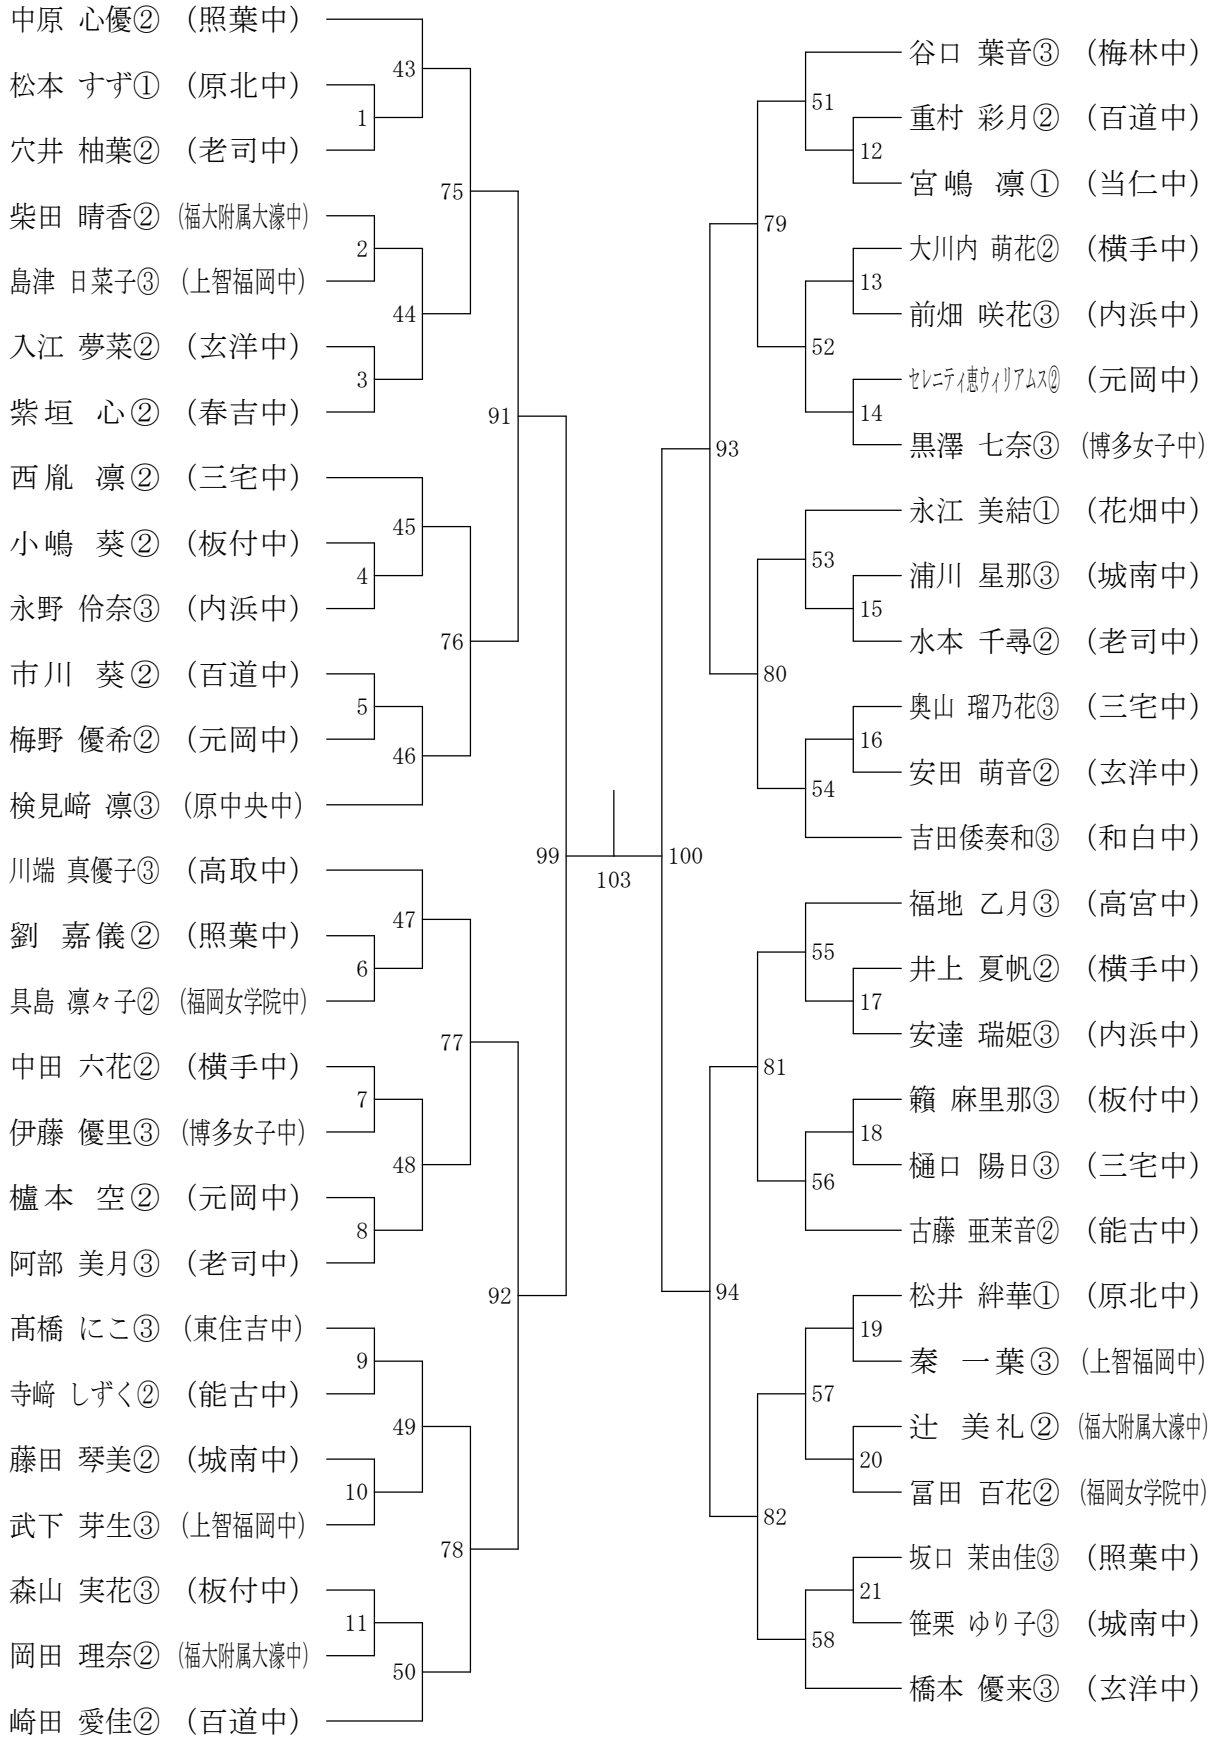 中原 心優② (照葉中)
松本 すず① (原北中)
穴井 柚葉② (老司中)
柴田 晴香② (福大附属大濠中)
島津 日菜子③ (上智福岡中)
入江 夢菜② (玄洋中)
紫垣 心② (春吉中)
西胤 凛② (三宅中)
小嶋 葵② (板付中)
永野 伶奈③ (内浜中)
市川 葵② (百道中)
梅野 優希② (元岡中)
検見﨑 凛③ (原中央中)
川端 真優子③ (高取中)
劉 嘉儀② (照葉中)
具島 凛々子② (福岡女学院中)
中田 六花② (横手中)
伊藤 優里③ (博多女子中)
櫨本 空② (元岡中)
阿部 美月③ (老司中)
髙橋 にこ③ (東住吉中)
寺﨑 しずく② (能古中)
藤田 琴美② (城南中)
武下 芽生③ (上智福岡中)
森山 実花③ (板付中)
岡田 理奈② (福大附属大濠中)
崎田 愛佳② (百道中)
43
1
75
2
44
3
91
45
4
76
5
46
99
47
6
77
7
48
8
92
9
49
10
78
11
50
103
100
谷口 葉音③ (梅林中)
重村 彩月② (百道中)
宮嶋 凛① (当仁中)
大川内 萌花② (横手中)
前畑 咲花③ (内浜中)
セレニティ恵ウィリアムス② (元岡中)
黒澤 七奈③ (博多女子中)
永江 美結① (花畑中)
浦川 星那③ (城南中)
水本 千尋② (老司中)
奥山 瑠乃花③ (三宅中)
安田 萌音② (玄洋中)
吉田倭奏和③ (和白中)
福地 乙月③ (高宮中)
井上 夏帆② (横手中)
安達 瑞姫③ (内浜中)
籟 麻里那③ (板付中)
樋口 陽日③ (三宅中)
古藤 亜茉音② (能古中)
松井 絆華① (原北中)
秦 一葉③ (上智福岡中)
辻 美礼② (福大附属大濠中)
冨田 百花② (福岡女学院中)
坂口 茉由佳③ (照葉中)
笹栗 ゆり子③ (城南中)
橋本 優来③ (玄洋中)
51
12
79
13
52
14
93
53
15
80
16
54
55
17
81
18
56
94
19
57
20
82
21
58